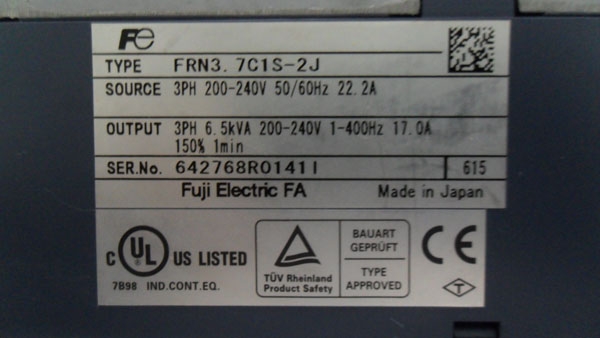 Fe
TYPE FRN3.7C1S-2J
SOURCE 3PH 200-240V 50/60Hz 22.2A
OUTPUT 3PH 6.5kVA 200-240V 1-400Hz 17.0A
150% 1min
SER.No. 642768R0141I 615
Fuji Electric FA Made in Japan
C UL US LISTED
7B98 IND.CONT.EQ.
TÜV Rheinland
Product Safety
BAUART
GEPRÜFT
TYPE
APPROVED
CE
T